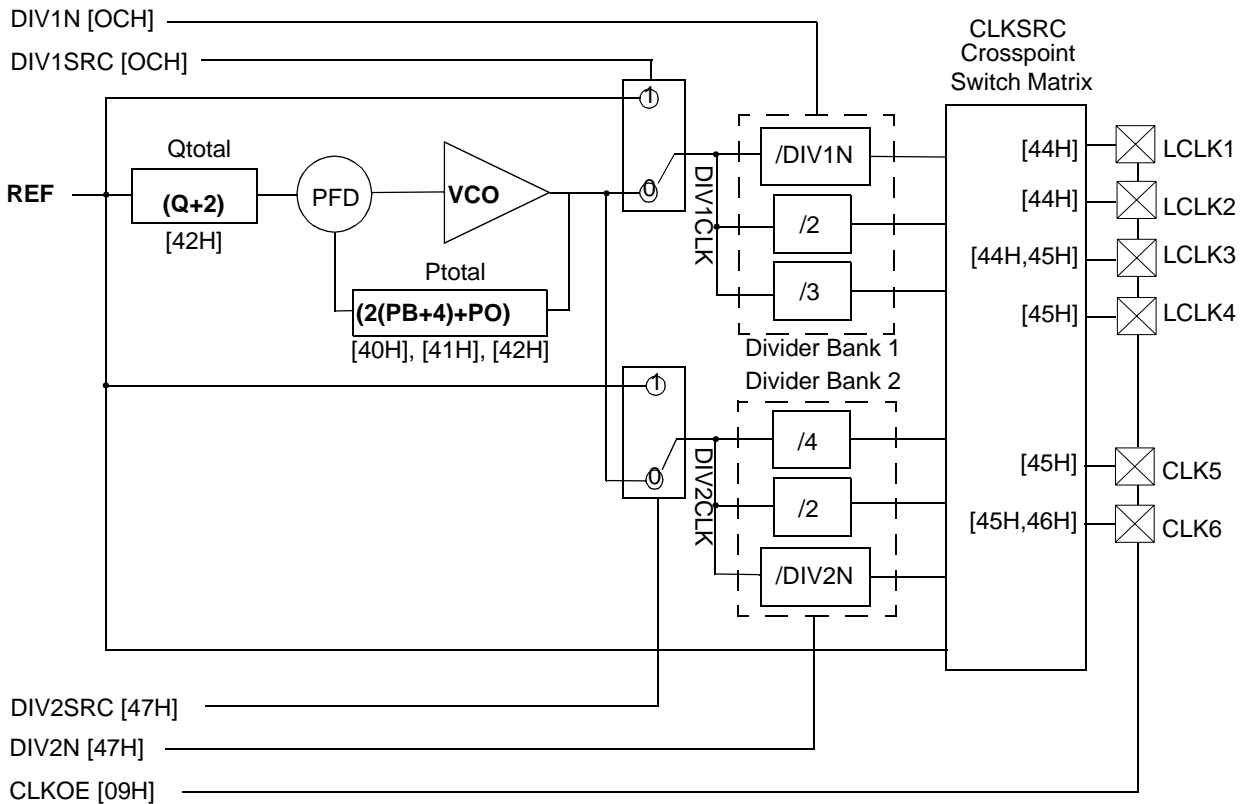 DIV1N [OCH]
DIV1SRC [OCH]
CLKSRC
Crosspoint
Switch Matrix
1
Qtotal
/DIV1N
[44H]
LCLK1
REF
(Q+2)
PFD
VCO
0
DIV1CLK
[44H]
LCLK2
[42H]
/2
[44H,45H]
LCLK3
Ptotal
/3
(2(PB+4)+PO)
[45H]
LCLK4
[40H], [41H], [42H]
Divider Bank 1
Divider Bank 2
1
/4
0
DIV2CLK
[45H]
CLK5
/2
[45H,46H]
CLK6
/DIV2N
DIV2SRC [47H]
DIV2N [47H]
CLKOE [09H]